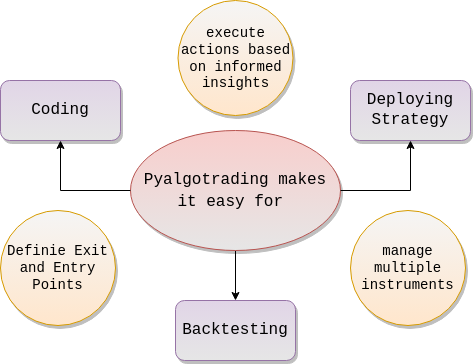 execute
actions based
on informed
insights
Coding
Deploying
Strategy
Pyalgotrading makes
it easy for
Definie Exit
and Entry
Points
manage
multiple
instruments
Backtesting